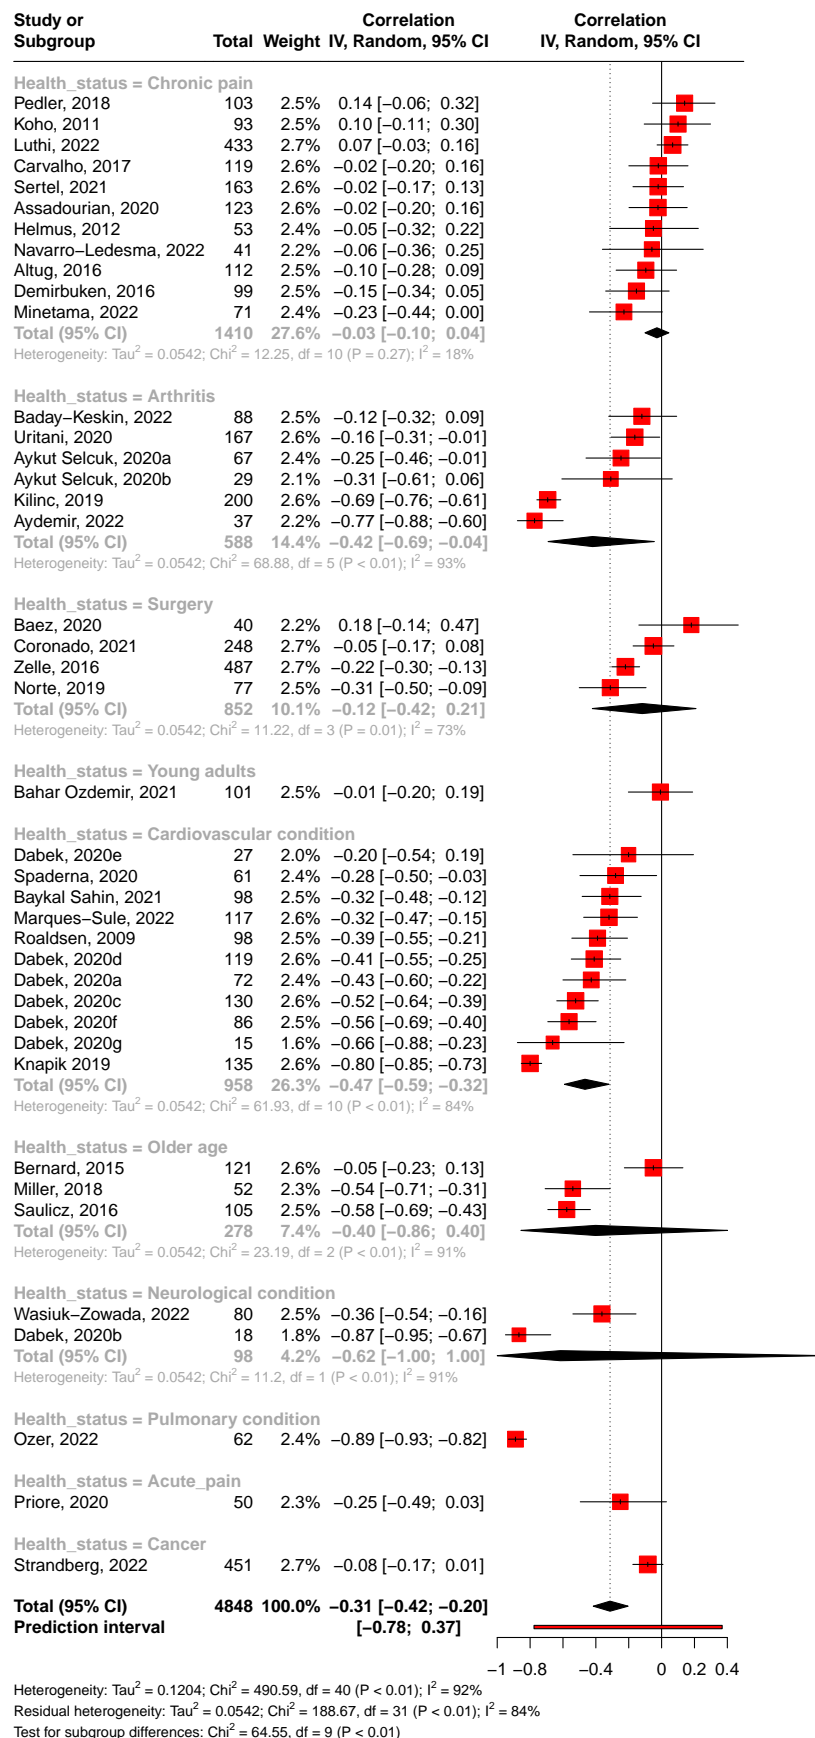 Study or Correlation Correlation
Subgroup Total Weight IV, Random, 95% CI IV, Random, 95% CI
Health_status = Chronic pain
Pedler, 2018 103 2.5% 0.14 [−0.06; 0.32]
Koho, 2011 93 2.5% 0.10 [−0.11; 0.30]
Luthi, 2022 433 2.7% 0.07 [−0.03; 0.16]
Carvalho, 2017 119 2.6% −0.02 [−0.20; 0.16]
Sertel, 2021 163 2.6% −0.02 [−0.17; 0.13]
Assadourian, 2020 123 2.6% −0.02 [−0.20; 0.16]
Helmus, 2012 53 2.4% −0.05 [−0.32; 0.22]
Navarro−Ledesma, 2022 41 2.2% −0.06 [−0.36; 0.25]
Altug, 2016 112 2.5% −0.10 [−0.28; 0.09]
Demirbuken, 2016 99 2.5% −0.15 [−0.34; 0.05]
Minetama, 2022 71 2.4% −0.23 [−0.44; 0.00]
Total (95% CI) 1410 27.6% −0.03 [−0.10; 0.04]
Heterogeneity: Tau² = 0.0542; Chi² = 12.25, df = 10 (P = 0.27); I² = 18%
Health_status = Arthritis
Baday−Keskin, 2022 88 2.5% −0.12 [−0.32; 0.09]
Uritani, 2020 167 2.6% −0.16 [−0.31; −0.01]
Aykut Selcuk, 2020a 67 2.4% −0.25 [−0.46; −0.01]
Aykut Selcuk, 2020b 29 2.1% −0.31 [−0.61; 0.06]
Kilinc, 2019 200 2.6% −0.69 [−0.76; −0.61]
Aydemir, 2022 37 2.2% −0.77 [−0.88; −0.60]
Total (95% CI) 588 14.4% −0.42 [−0.69; −0.04]
Heterogeneity: Tau² = 0.0542; Chi² = 68.88, df = 5 (P < 0.01); I² = 93%
Health_status = Surgery
Baez, 2020 40 2.2% 0.18 [−0.14; 0.47]
Coronado, 2021 248 2.7% −0.05 [−0.17; 0.08]
Zelle, 2016 487 2.7% −0.22 [−0.30; −0.13]
Norte, 2019 77 2.5% −0.31 [−0.50; −0.09]
Total (95% CI) 852 10.1% −0.12 [−0.42; 0.21]
Heterogeneity: Tau² = 0.0542; Chi² = 11.22, df = 3 (P = 0.01); I² = 73%
Health_status = Young adults
Bahar Ozdemir, 2021 101 2.5% −0.01 [−0.20; 0.19]
Health_status = Cardiovascular condition
Dabek, 2020e 27 2.0% −0.20 [−0.54; 0.19]
Spaderna, 2020 61 2.4% −0.28 [−0.50; −0.03]
Baykal Sahin, 2021 98 2.5% −0.32 [−0.48; −0.12]
Marques−Sule, 2022 117 2.6% −0.32 [−0.47; −0.15]
Roaldsen, 2009 98 2.5% −0.39 [−0.55; −0.21]
Dabek, 2020d 119 2.6% −0.41 [−0.55; −0.25]
Dabek, 2020a 72 2.4% −0.43 [−0.60; −0.22]
Dabek, 2020c 130 2.6% −0.52 [−0.64; −0.39]
Dabek, 2020f 86 2.5% −0.56 [−0.69; −0.40]
Dabek, 2020g 15 1.6% −0.66 [−0.88; −0.23]
Knapik 2019 135 2.6% −0.80 [−0.85; −0.73]
Total (95% CI) 958 26.3% −0.47 [−0.59; −0.32]
Heterogeneity: Tau² = 0.0542; Chi² = 61.93, df = 10 (P < 0.01); I² = 84%
Health_status = Older age
Bernard, 2015 121 2.6% −0.05 [−0.23; 0.13]
Miller, 2018 52 2.3% −0.54 [−0.71; −0.31]
Saulicz, 2016 105 2.5% −0.58 [−0.69; −0.43]
Total (95% CI) 278 7.4% −0.40 [−0.86; 0.40]
Heterogeneity: Tau² = 0.0542; Chi² = 23.19, df = 2 (P < 0.01); I² = 91%
Health_status = Neurological condition
Wasiuk−Zowada, 2022 80 2.5% −0.36 [−0.54; −0.16]
Dabek, 2020b 18 1.8% −0.87 [−0.95; −0.67]
Total (95% CI) 98 4.2% −0.62 [−1.00; 1.00]
Heterogeneity: Tau² = 0.0542; Chi² = 11.2, df = 1 (P < 0.01); I² = 91%
Health_status = Pulmonary condition
Ozer, 2022 62 2.4% −0.89 [−0.93; −0.82]
Health_status = Acute_pain
Priore, 2020 50 2.3% −0.25 [−0.49; 0.03]
Health_status = Cancer
Strandberg, 2022 451 2.7% −0.08 [−0.17; 0.01]
Total (95% CI) 4848 100.0% −0.31 [−0.42; −0.20]
Prediction interval [−0.78; 0.37]
−1 −0.8 −0.4 0 0.2 0.4
Heterogeneity: Tau² = 0.1204; Chi² = 490.59, df = 40 (P < 0.01); I² = 92%
Residual heterogeneity: Tau² = 0.0542; Chi² = 188.67, df = 31 (P < 0.01); I² = 84%
Test for subgroup differences: Chi² = 64.55, df = 9 (P < 0.01)